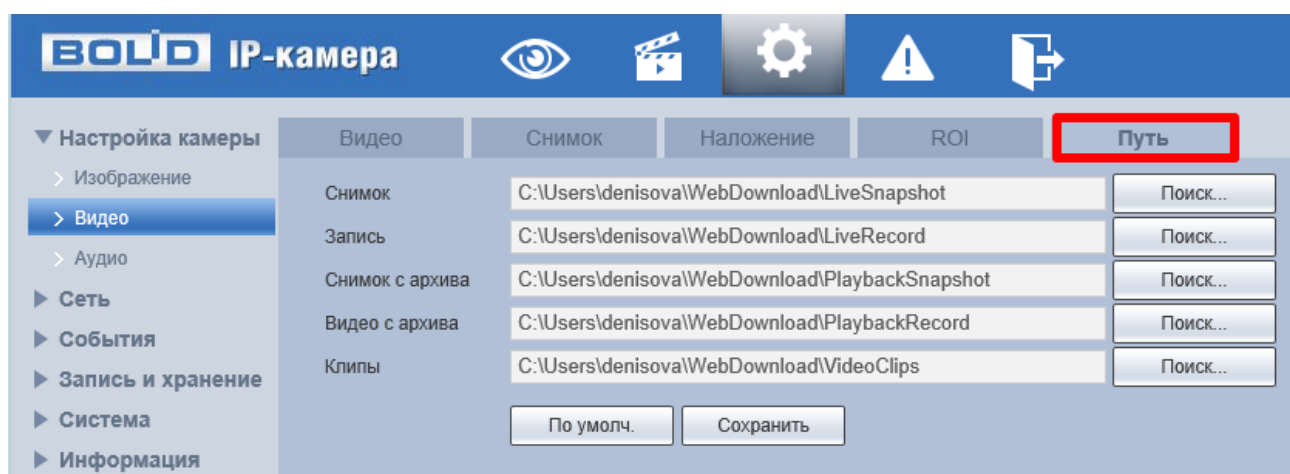 BOLID IP-камера
Настройка камеры
Изображение
Видео
Аудио
Сеть
События
Запись и хранение
Система
Информация
Видео Снимок Наложение ROI Путь
Снимок C:\Users\denisova\WebDownload\LiveSnapshot Поиск...
Запись C:\Users\denisova\WebDownload\LiveRecord Поиск...
Снимок с архива C:\Users\denisova\WebDownload\PlaybackSnapshot Поиск...
Видео с архива C:\Users\denisova\WebDownload\PlaybackRecord Поиск...
Клипы C:\Users\denisova\WebDownload\VideoClips Поиск...
По умолч. Сохранить